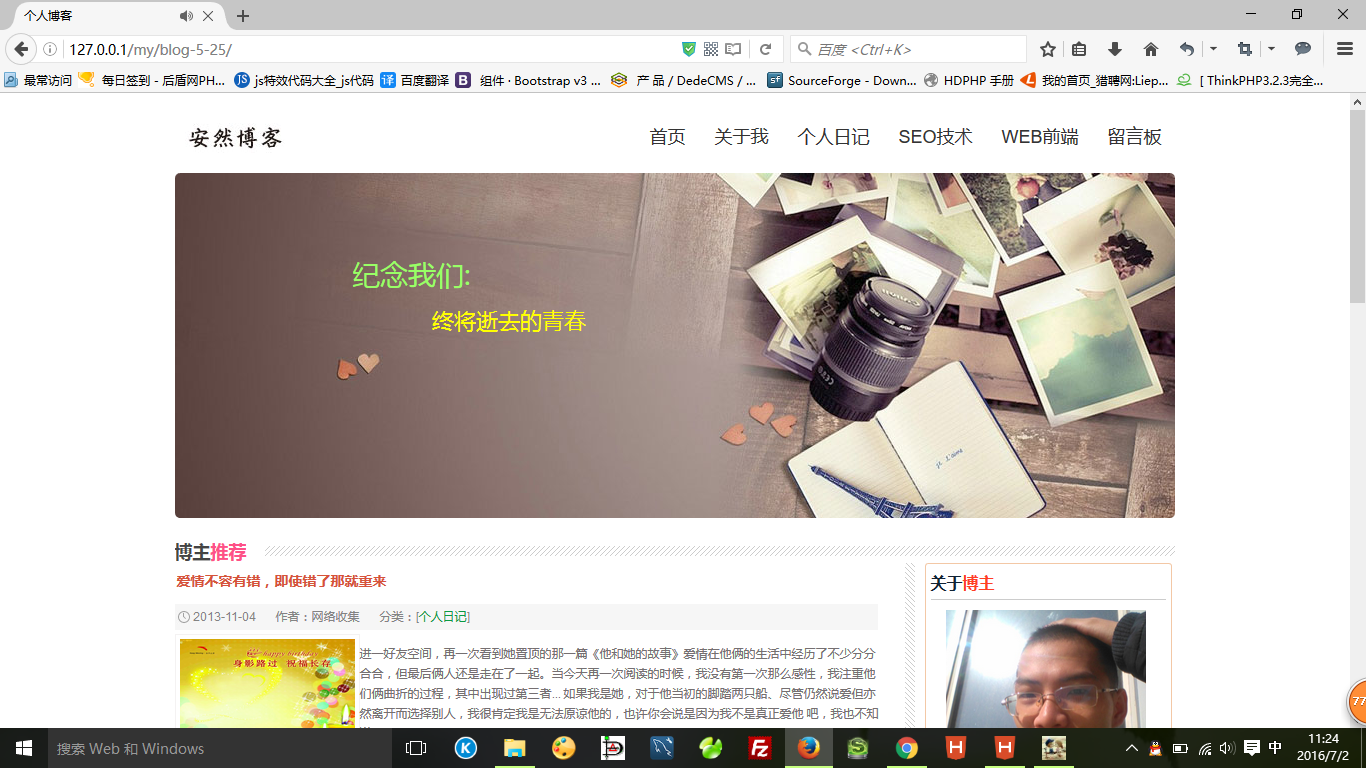 个人博客
127.0.0.1/my/blog-5-25/
百度 <Ctrl+K>
最常访问 每日签到 - 后盾网PH... JS js特效代码大全_js代码 译 百度翻译 B 组件 · Bootstrap v3 ... 产 品 / DedeCMS / ... sf SourceForge - Down... HDPHP 手册 我的首页_猎聘网:Liep... [ ThinkPHP3.2.3完全...
安然博客
首页 关于我 个人日记 SEO技术 WEB前端 留言板
纪念我们:
终将逝去的青春
je t'aime
博主推荐
爱情不容有错，即使错了那就重来
2013-11-04 作者：网络收集 分类：[个人日记]
happy birthday
身影路过 祝福长存
进一好友空间，再一次看到她置顶的那一篇《他和她的故事》爱情在他俩的生活中经历了不少分分
合合，但最后俩人还是走在了一起。当今天再一次阅读的时候，我没有第一次那么感性，我注重他
们俩曲折的过程，其中出现过第三者... 如果我是她，对于他当初的脚踏两只船、尽管仍然说爱但亦
然离开而选择别人，我很肯定我是无法原谅他的，也许你会说是因为我不是真正爱他 吧，我也不知
关于博主
77
搜索 Web 和 Windows
中
11:24
2016/7/2